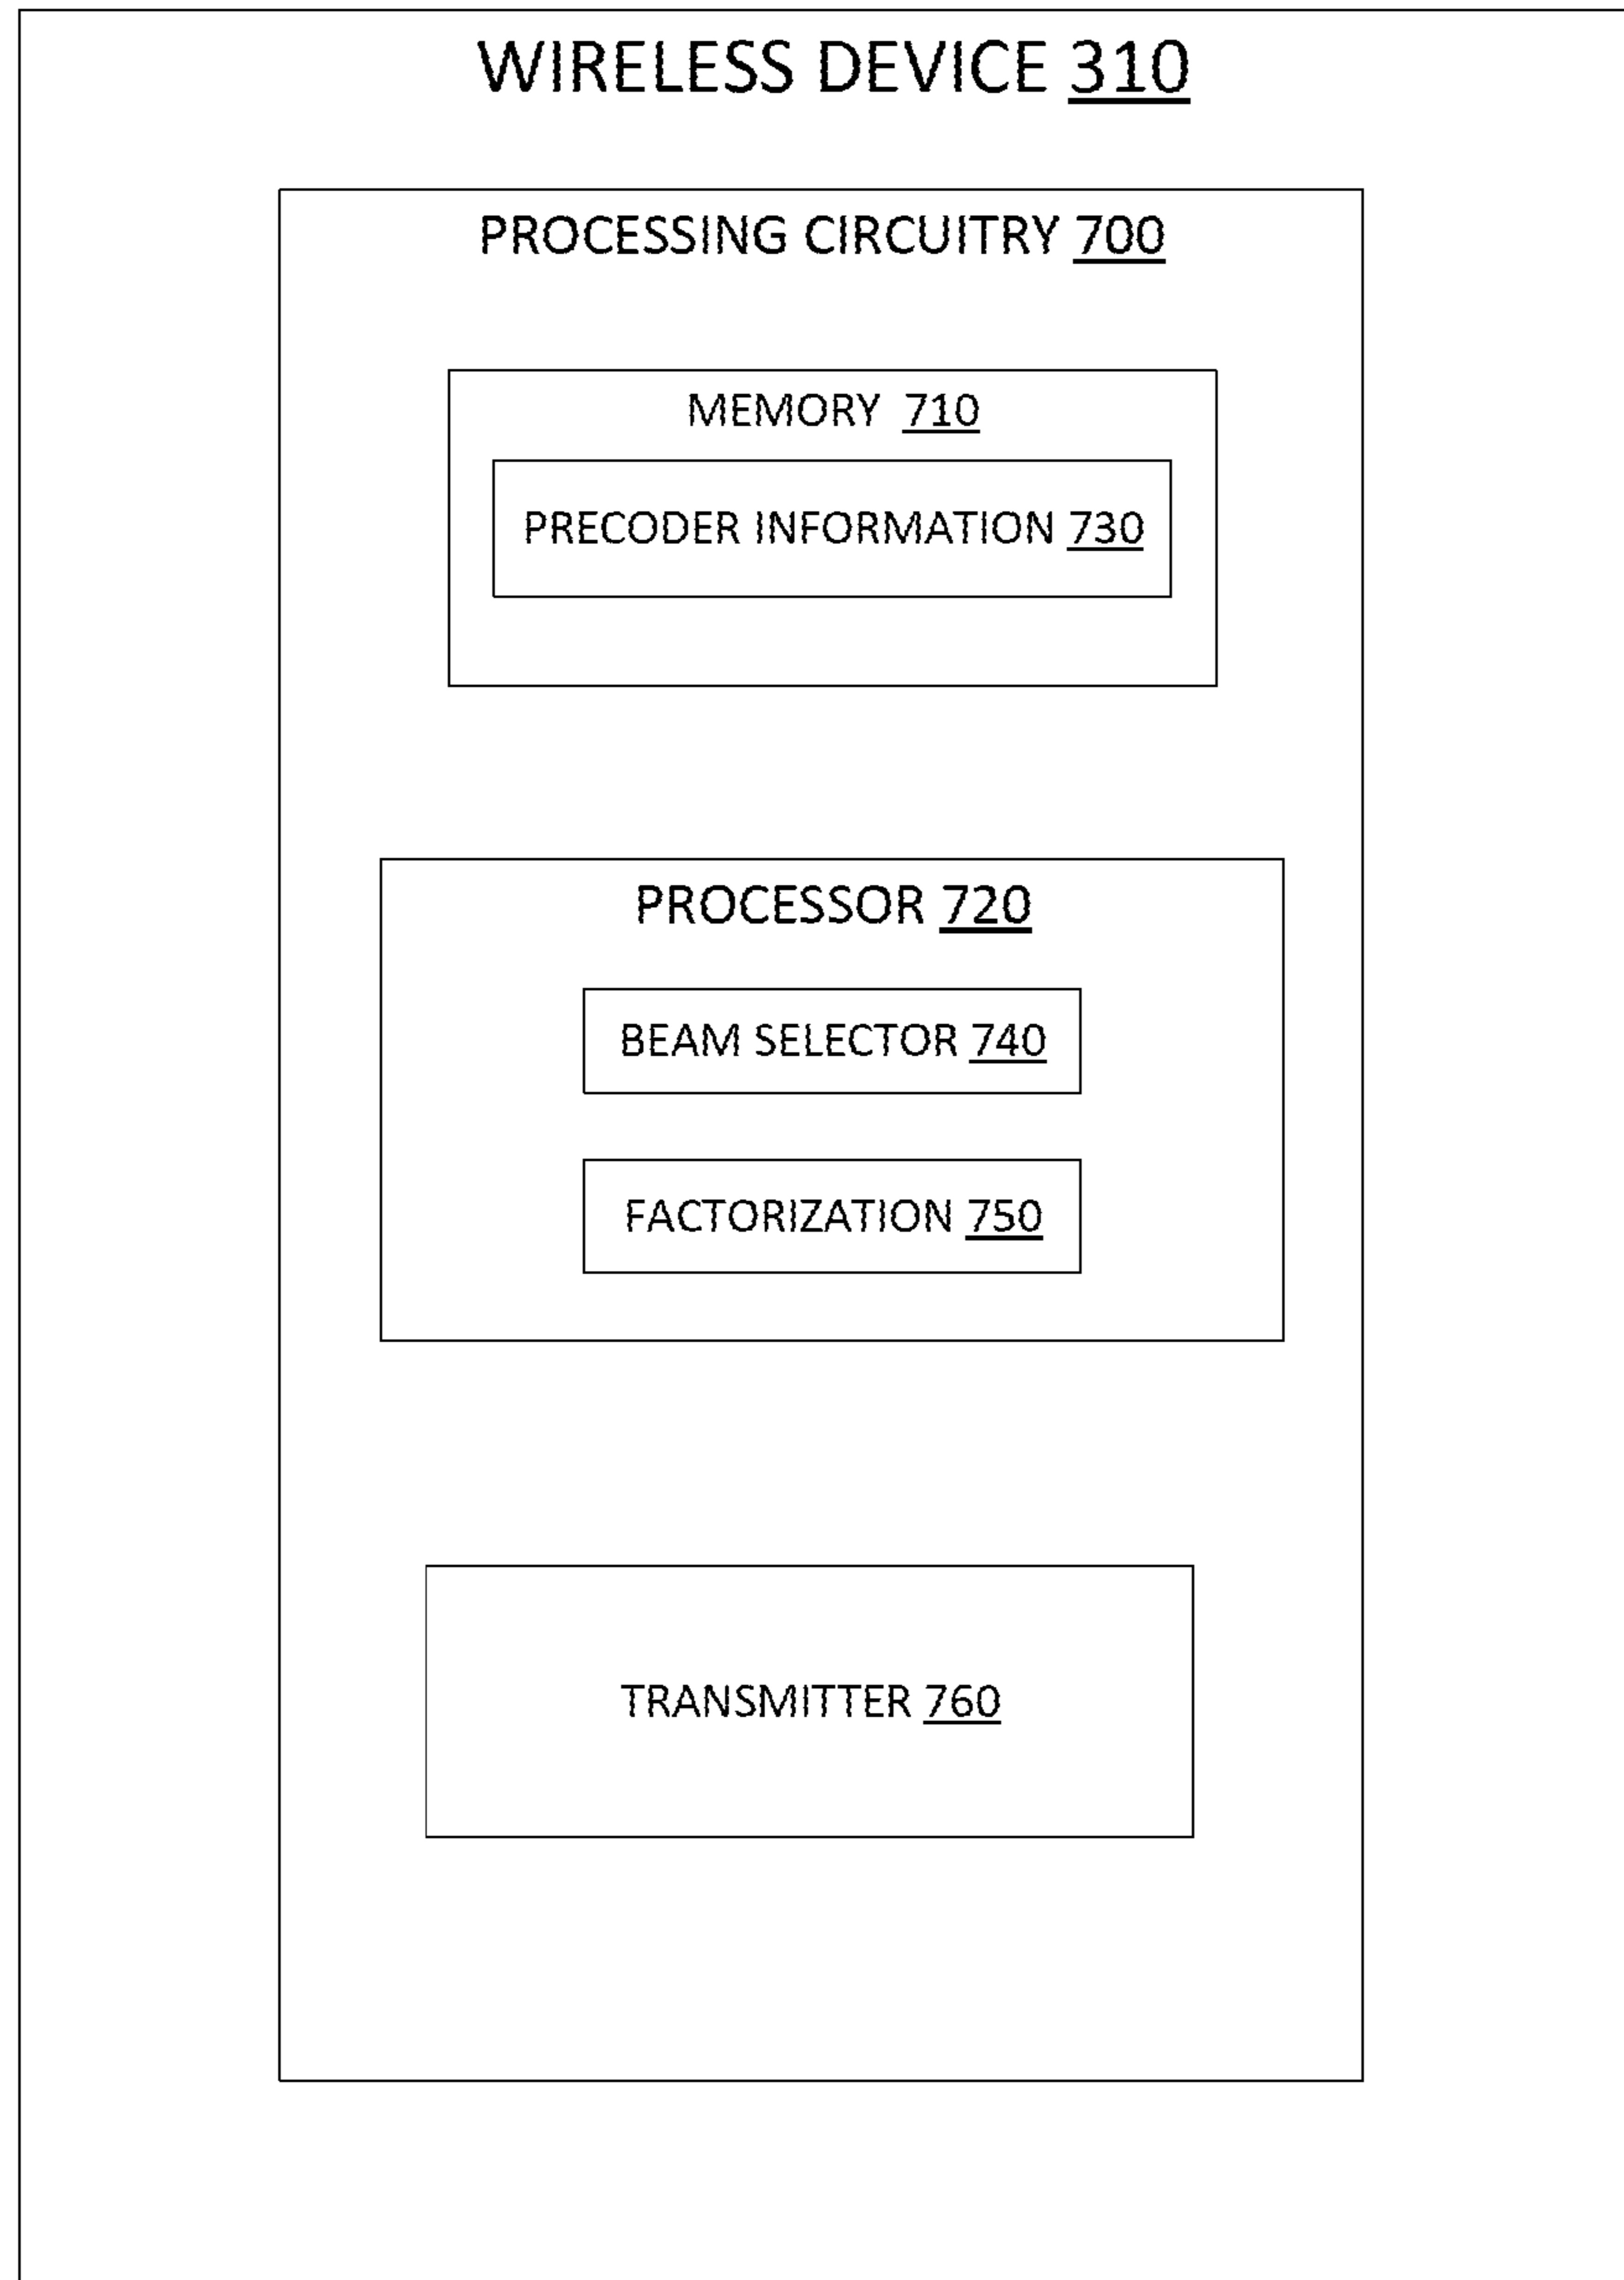 WIRELESS DEVICE 310
PROCESSING CIRCUITRY 700
MEMORY 710
PRECODER INFORMATION 730
PROCESSOR 720
BEAM SELECTOR 740
FACTORIZATION 750
TRANSMITTER 760